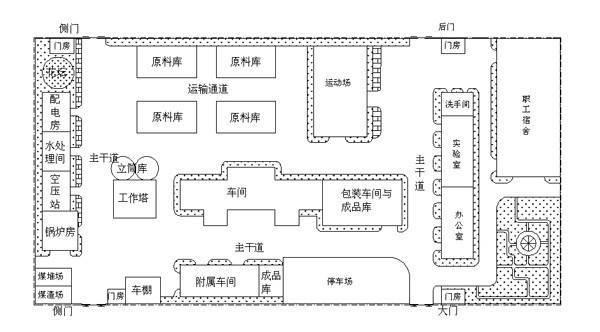 侧门
后门
门房
门房
原料库
原料库
运动场
配
电
房
运输通道
职
工
宿
舍
洗手间
原料库
原料库
水处
理间
主干道
立筒库
实
验
室
主
干
道
空
压
站
工作塔
车间
包装车间与
成品库
办
公
室
锅炉房
主干道
煤堆场
附属车间
成品
库
停车场
车棚
煤渣场
门房
门房
侧门
大门